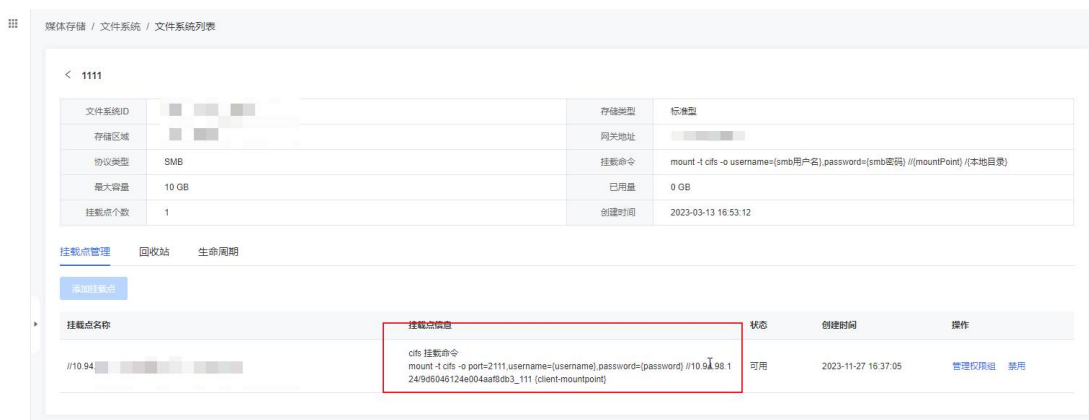 媒体存储 / 文件系统 / 文件系统列表
< 1111
文件系统ID
存储类型 标准型
存储区域
网关地址
协议类型 SMB
挂载命令 mount -t cifs -o username={smb用户名},password={smb密码} //{mountPoint} /{本地目录}
最大容量 10 GB
已用量 0 GB
挂载点个数 1
创建时间 2023-03-13 16:53:12
挂载点管理 回收站 生命周期
添加挂载点
挂载点名称 挂载点信息 状态 创建时间 操作
cifs 挂载命令
//10.94. mount -t cifs -o port=2111,username={username},password={password} //10.94.98.1 可用 2023-11-27 16:37:05 管理权限组 禁用
24/9d6046124e004aaf8db3_111 {client-mountpoint}